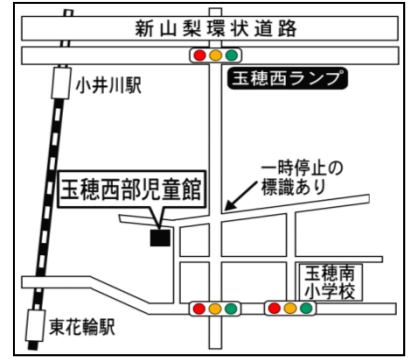 新山梨環状道路
玉穂西ランプ
小井川駅
一時停止の
標識あり
玉穂西部児童館
玉穂南
小学校
東花輪駅